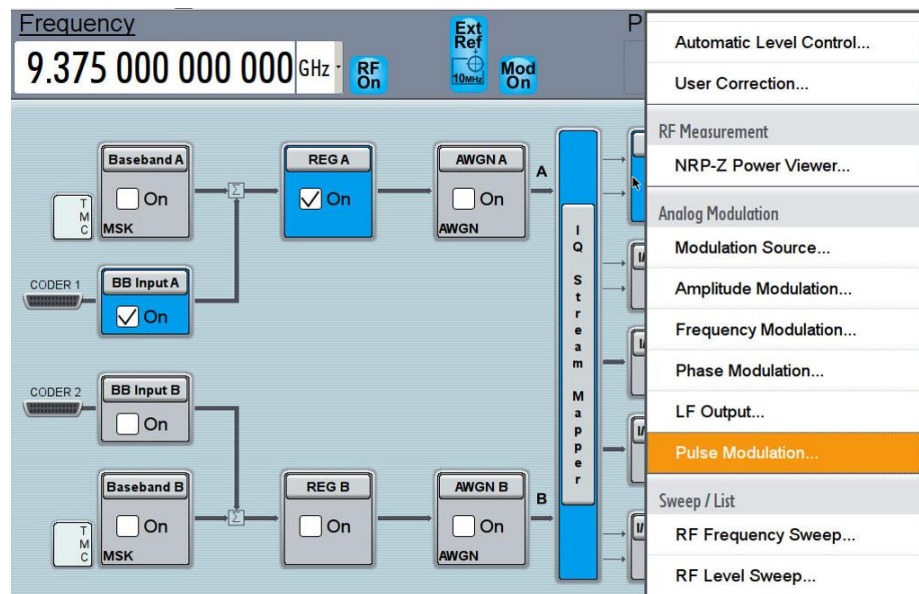 Frequency
9.375 000 000 000 GHz
RF
On
Ext
Ref
10MHz
Mod
On
P
Baseband A
On
T
M
C
MSK
REG A
On
AWGN A
On
AWGN
A
CODER 1
BB Input A
On
CODER 2
BB Input B
On
Baseband B
On
T
M
C
MSK
REG B
On
AWGN B
On
AWGN
B
IQ Stream Mapper
Automatic Level Control...
User Correction...
RF Measurement
NRP-Z Power Viewer...
Analog Modulation
Modulation Source...
Amplitude Modulation...
Frequency Modulation...
Phase Modulation...
LF Output...
Pulse Modulation...
Sweep / List
RF Frequency Sweep...
RF Level Sweep...